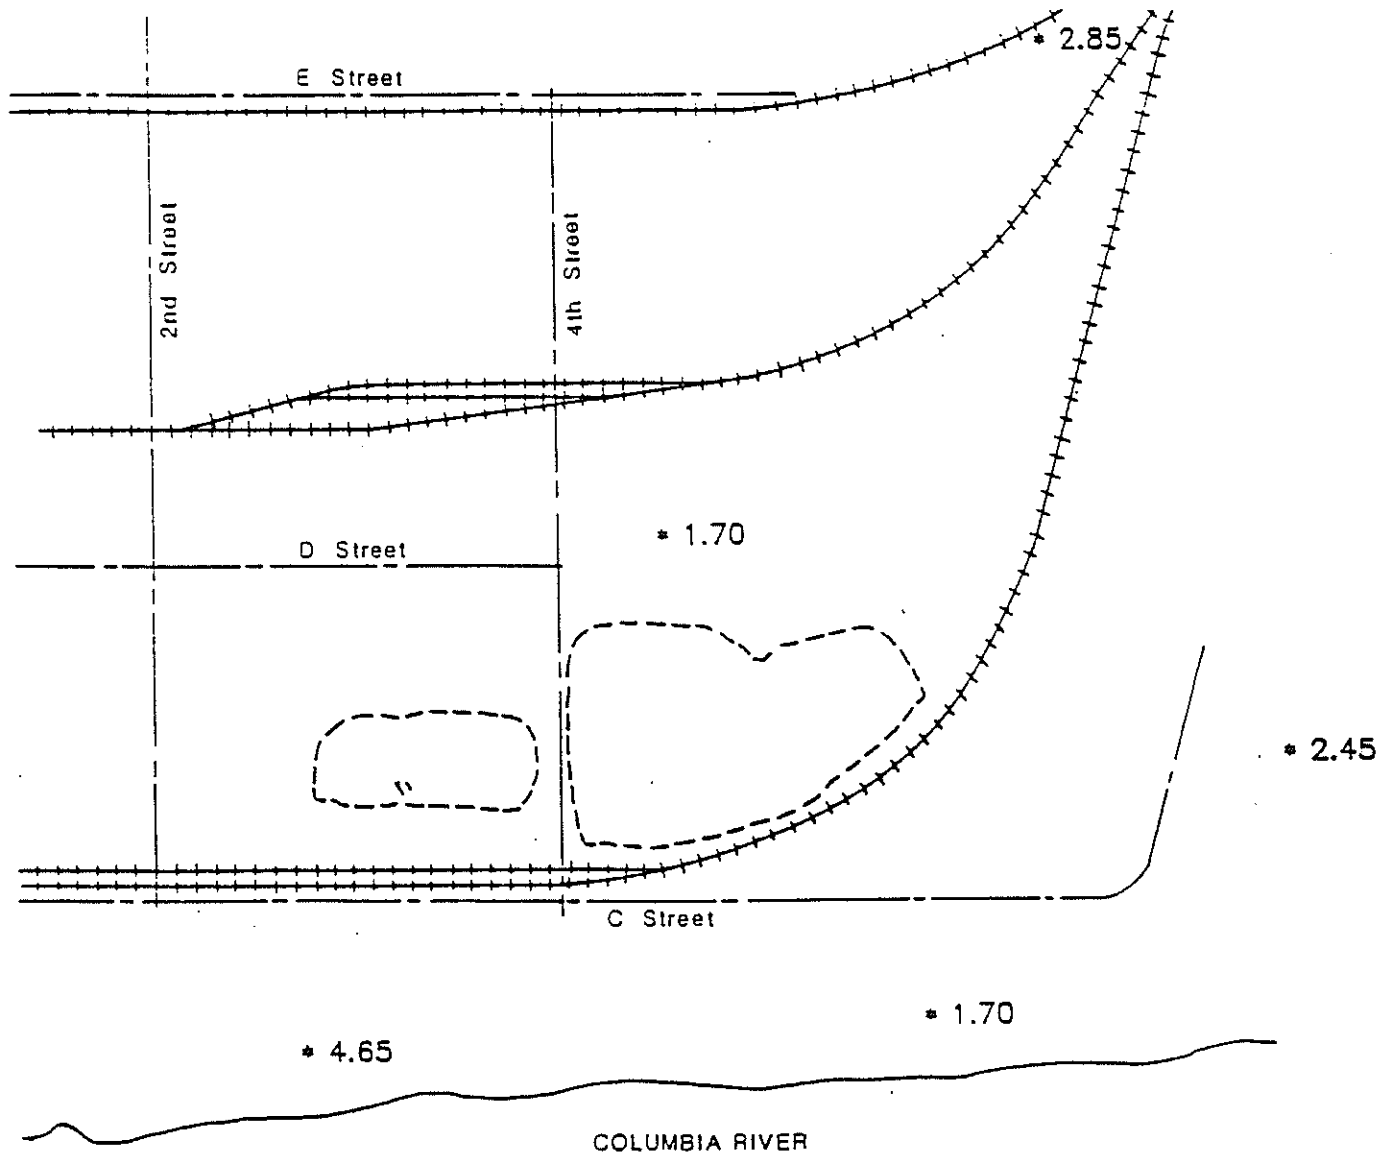 * 2.85
E Street
2nd Street
4th Street
* 1.70
D Street
* 2.45
C Street
* 1.70
* 4.65
COLUMBIA RIVER